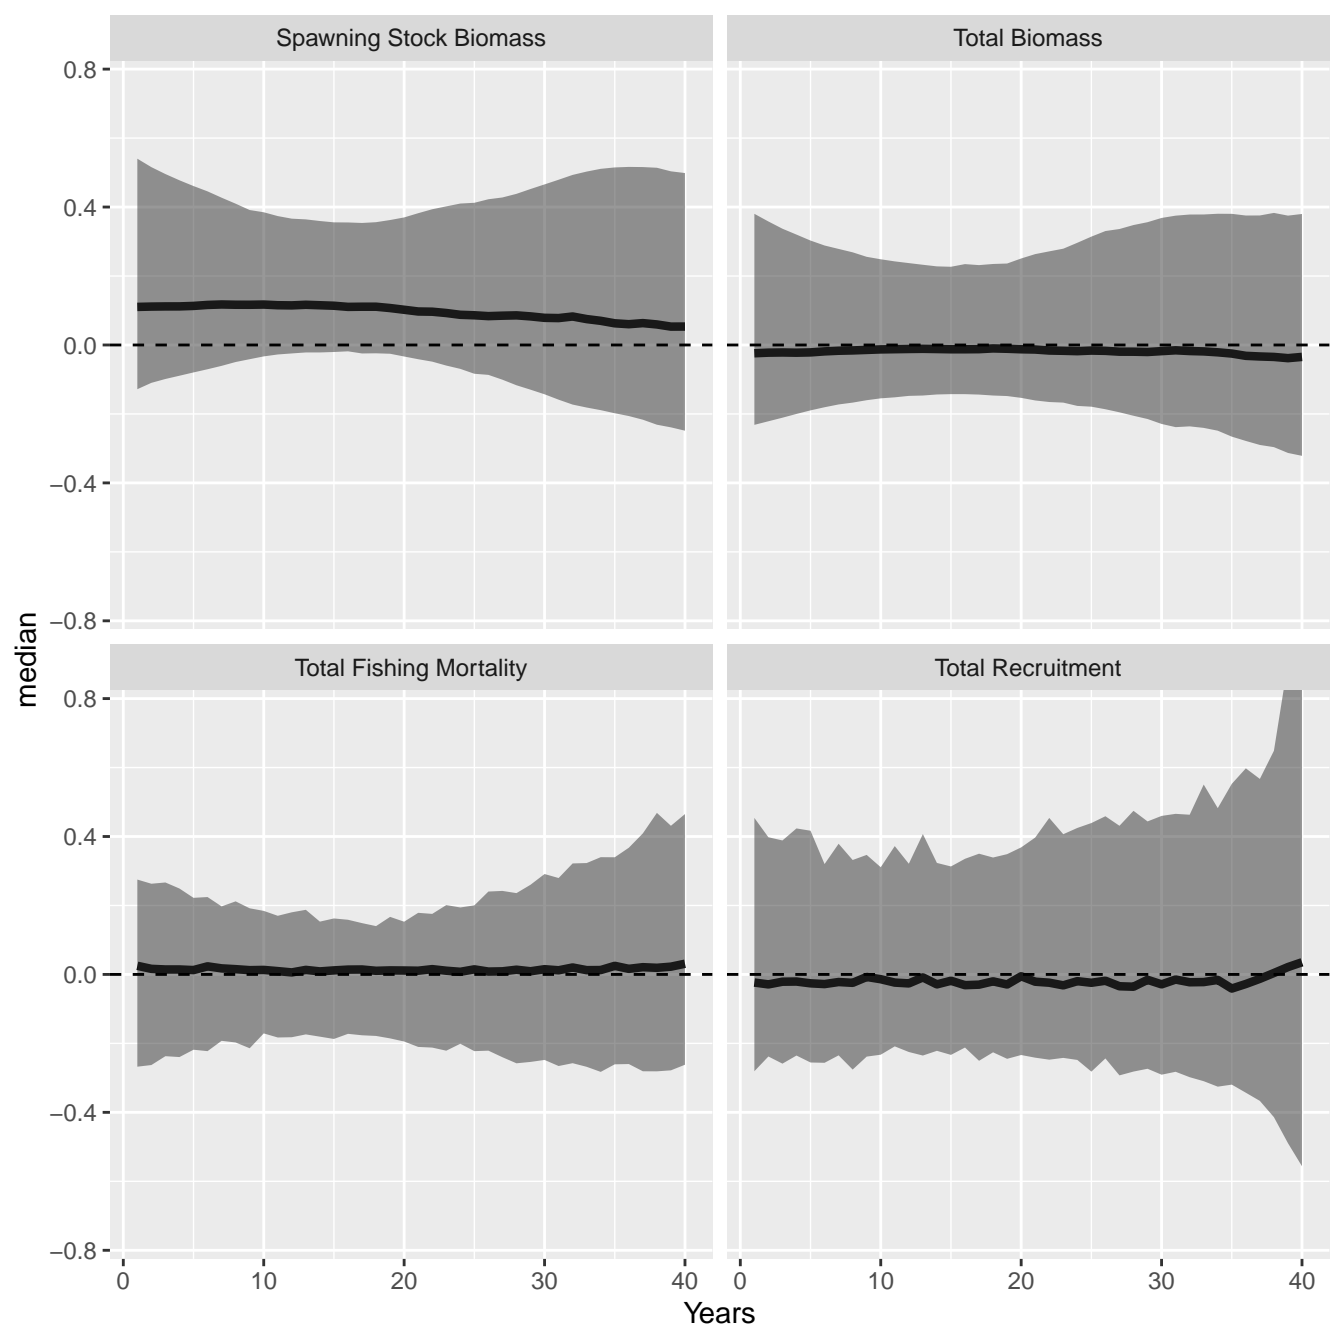 Spawning Stock Biomass
Total Biomass
0.8
0.4
0.0
−0.4
−0.8
median
Total Fishing Mortality
Total Recruitment
0.8
0.4
0.0
−0.4
−0.8
0 10 20 30 40
0 10 20 30 40
Years